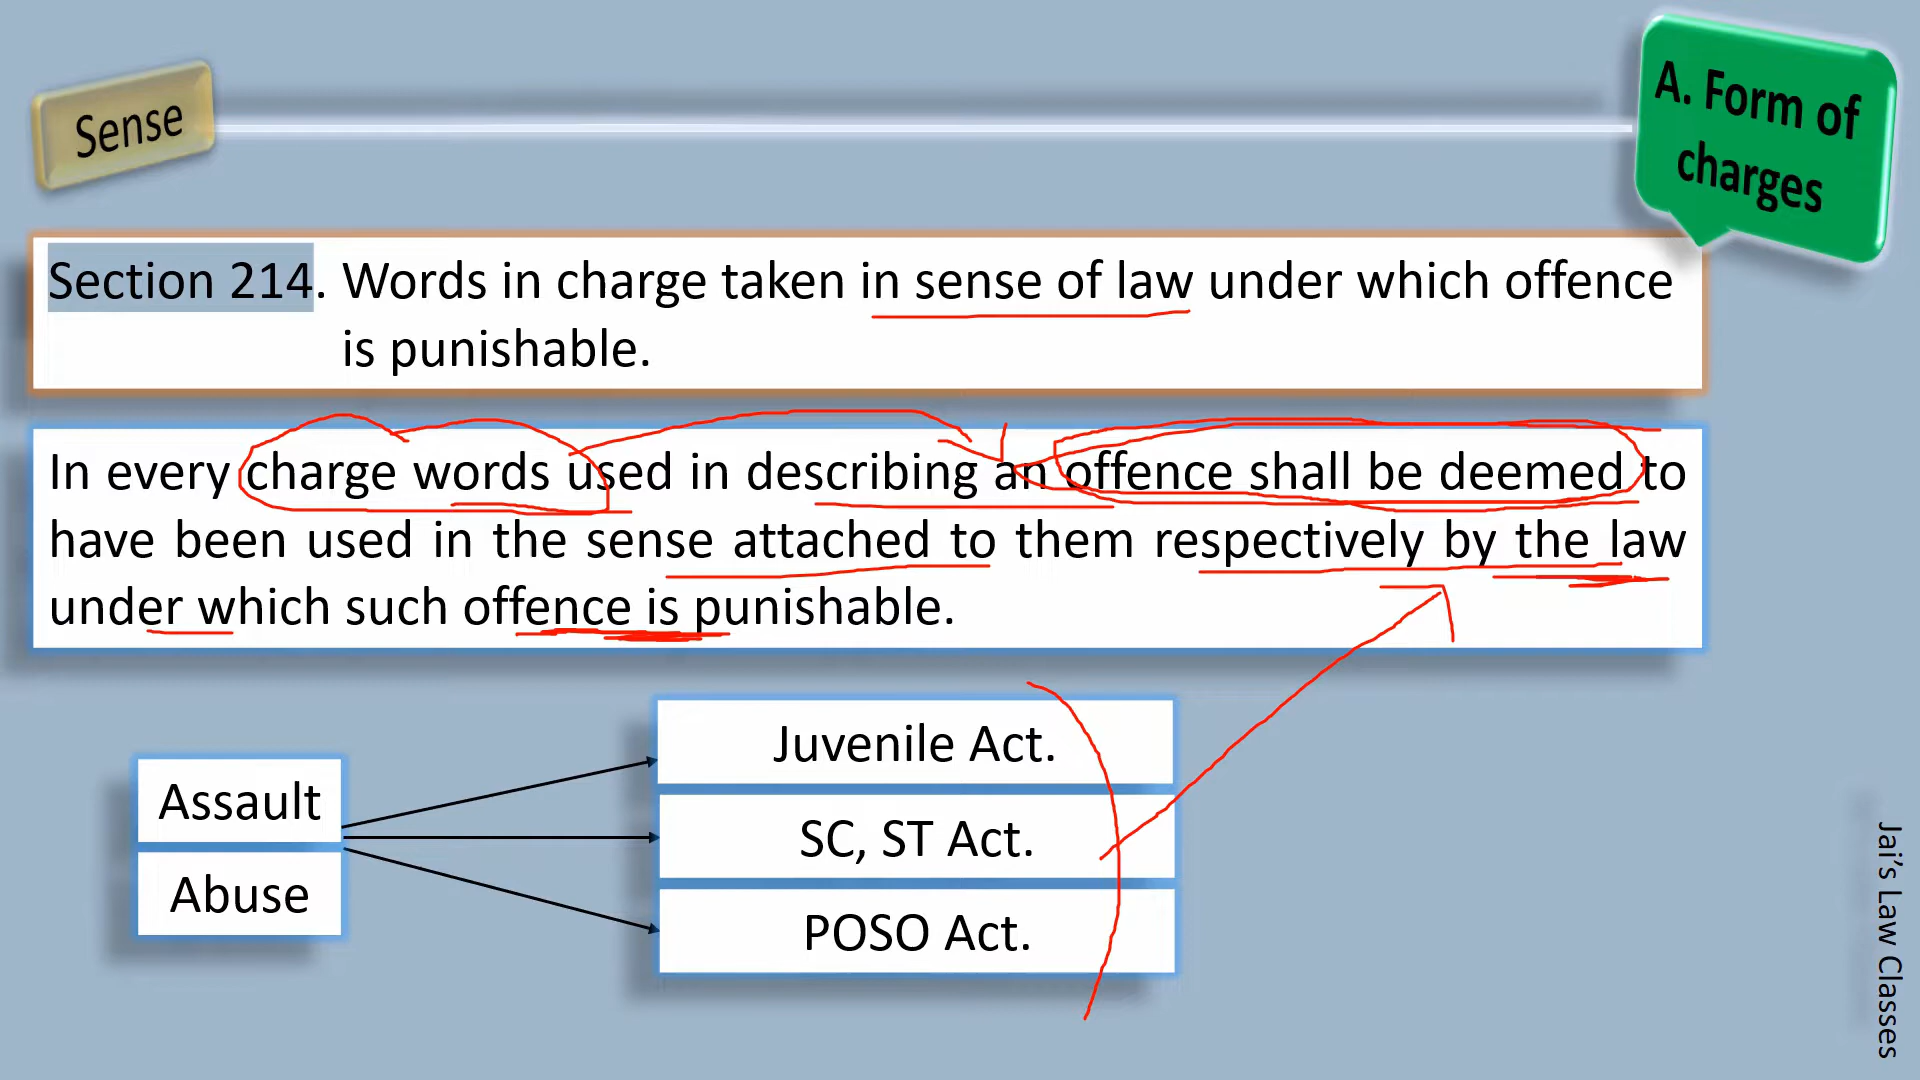 Sense
A. Form of
charges
Section 214. Words in charge taken in sense of law under which offence
is punishable.
In every charge words used in describing an offence shall be deemed to
have been used in the sense attached to them respectively by the law
under which such offence is punishable.
Assault
Abuse
Juvenile Act.
SC, ST Act.
POSO Act.
Jai's Law Classes